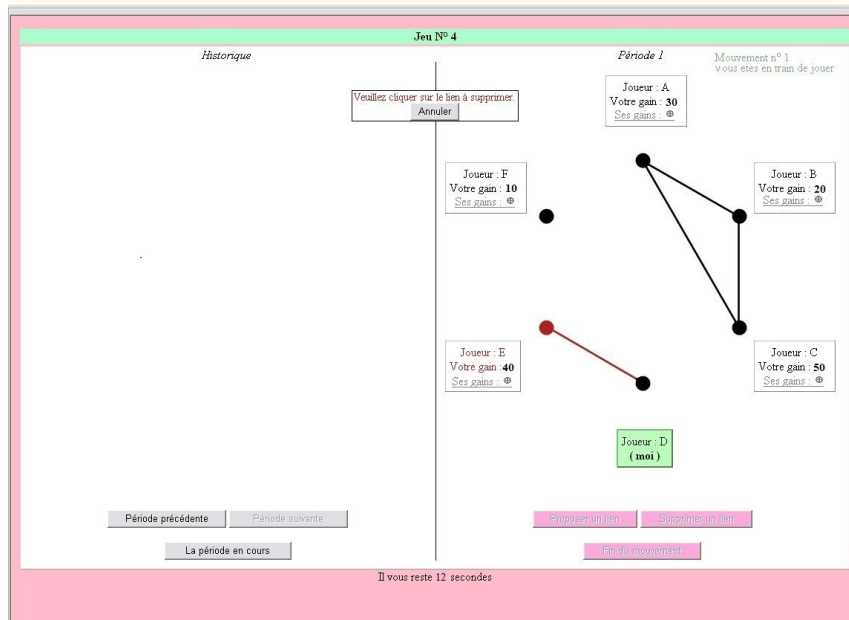 Jeu N° 4
Historique
Période 1
Mouvement n° 1
vous etes en train de jouer
Veuillez cliquer sur le lien à supprimer.
Annuler
Joueur : A
Votre gain : 30
Ses gains : ⊕
Joueur : F
Votre gain : 10
Ses gains : ⊕
Joueur : B
Votre gain : 20
Ses gains : ⊕
Joueur : E
Votre gain :40
Ses gains : ⊕
Joueur : C
Votre gain : 50
Ses gains : ⊕
Joueur : D
( moi )
Période précédente
Période suivante
Proposer un lien
Supprimer un lien
La période en cours
Fin du mouvement
Il vous reste 12 secondes